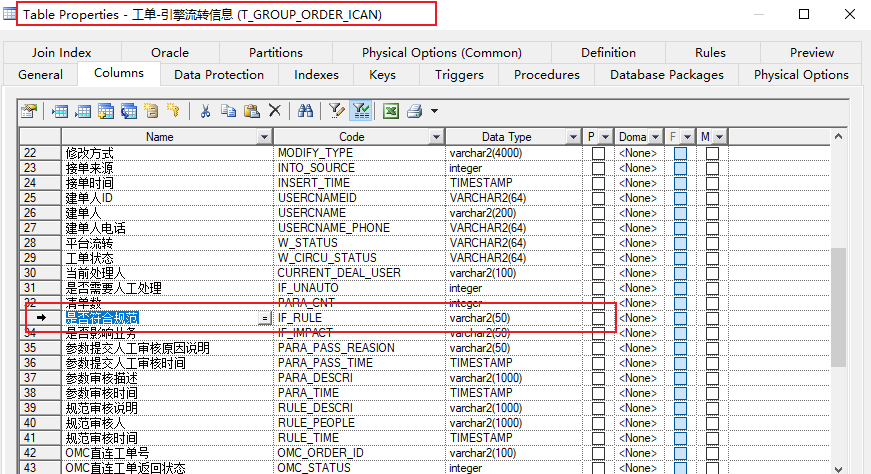 Table Properties - 工单-引擎流转信息 (T_GROUP_ORDER_ICAN)
Join Index Oracle Partitions Physical Options (Common) Definition Rules Preview
General Columns Data Protection Indexes Keys Triggers Procedures Database Packages Physical Options
Name Code Data Type P Doma F M
22 修改方式 MODIFY_TYPE varchar2(4000) <None>
23 接单来源 INTO_SOURCE integer <None>
24 接单时间 INSERT_TIME TIMESTAMP <None>
25 建单人ID USERCNAMEID VARCHAR2(64) <None>
26 建单人 USERCNAME varchar(200) <None>
27 建单人电话 USERCNAME_PHONE VARCHAR2(64) <None>
28 平台流转 W_STATUS VARCHAR2(64) <None>
29 工单状态 W_CIRCU_STATUS VARCHAR2(64) <None>
30 当前处理人 CURRENT_DEAL_USER varchar2(100) <None>
31 是否需要人工处理 IF_UNAUTO integer <None>
32 清单数 PARA_CNT integer <None>
是否符合规范 = IF_RULE varchar2(50) <None>
34 是否影响业务 IF_IMPACT varchar2(50) <None>
35 参数提交人工审核原因说明 PARA_PASS_REASION varchar2(50) <None>
36 参数提交人工审核时间 PARA_PASS_TIME TIMESTAMP <None>
37 参数审核描述 PARA_DESCRI varchar2(1000) <None>
38 参数审核时间 PARA_TIME TIMESTAMP <None>
39 规范审核说明 RULE_DESCRI varchar2(1000) <None>
40 规范审核人 RULE_PEOPLE varchar2(1000) <None>
41 规范审核时间 RULE_TIME TIMESTAMP <None>
42 OMC直连工单号 OMC_ORDER_ID varchar2(100) <None>
43 OMC直连工单返回状态 OMC_STATUS integer <None>